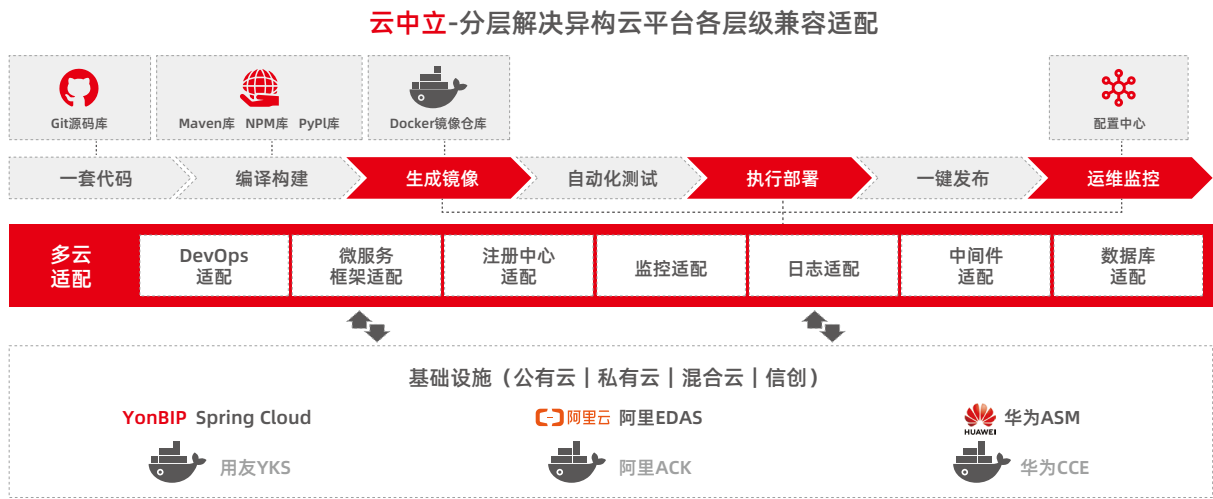 云中立-分层解决异构云平台各层级兼容适配
Git源码库
Maven库 NPM库 PyPl库
Docker镜像仓库
配置中心
一套代码
编译构建
生成镜像
自动化测试
执行部署
一键发布
运维监控
多云
适配
DevOps
适配
微服务
框架适配
注册中心
适配
监控适配
日志适配
中间件
适配
数据库
适配
基础设施（公有云｜私有云｜混合云｜信创）
YonBIP Spring Cloud
阿里云 阿里EDAS
HUAWEI
华为ASM
用友YKS
阿里ACK
华为CCE